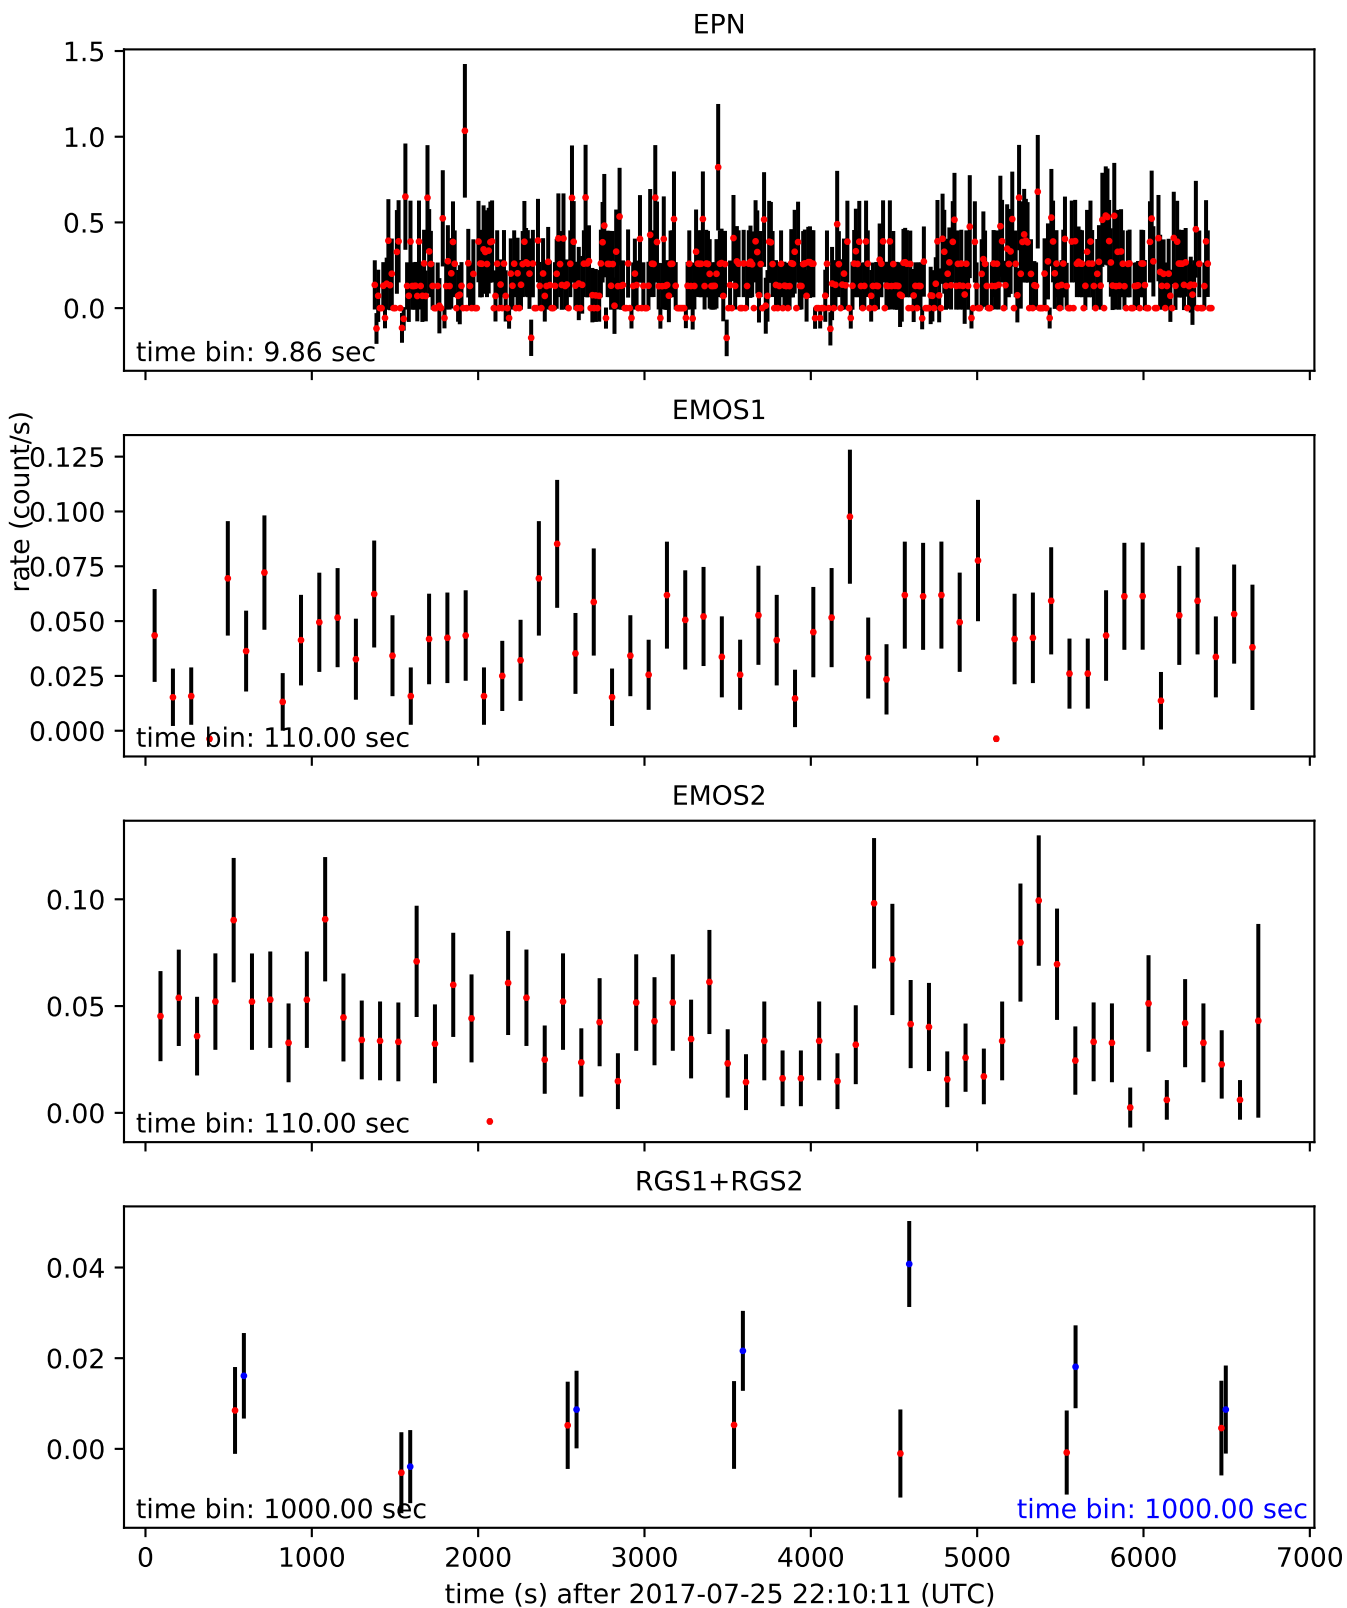 EPN
1.5
1.0
0.5
0.0
time bin: 9.86 sec
EMOS1
rate (count/s)
0.125
0.100
0.075
0.050
0.025
0.000
time bin: 110.00 sec
EMOS2
0.10
0.05
0.00
time bin: 110.00 sec
RGS1+RGS2
0.04
0.02
0.00
time bin: 1000.00 sec time bin: 1000.00 sec
0 1000 2000 3000 4000 5000 6000 7000
time (s) after 2017-07-25 22:10:11 (UTC)